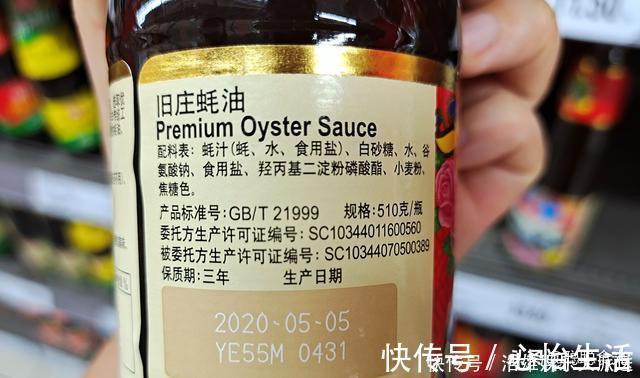 旧庄蚝油
Premium Oyster Sauce
配料表：蚝汁(蚝、水、食用盐)、白砂糖、水、谷
氨酸钠、食用盐、羟丙基二淀粉磷酸酯、小麦粉、
焦糖色。
产品标准号:GB/T 21999 规格:510克/瓶
委托方生产许可证编号: SC10344011600560
被委托方生产许可证编号: SC10344070500389
保质期:三年 生产日期
2020-05-05
YE55M 0431
快传号／心怡生活